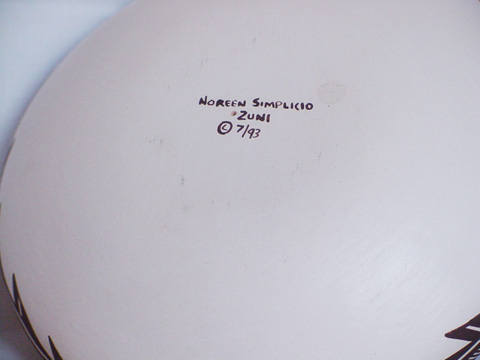 NOREEN SIMPLICIO
ZUNI
© 7/93